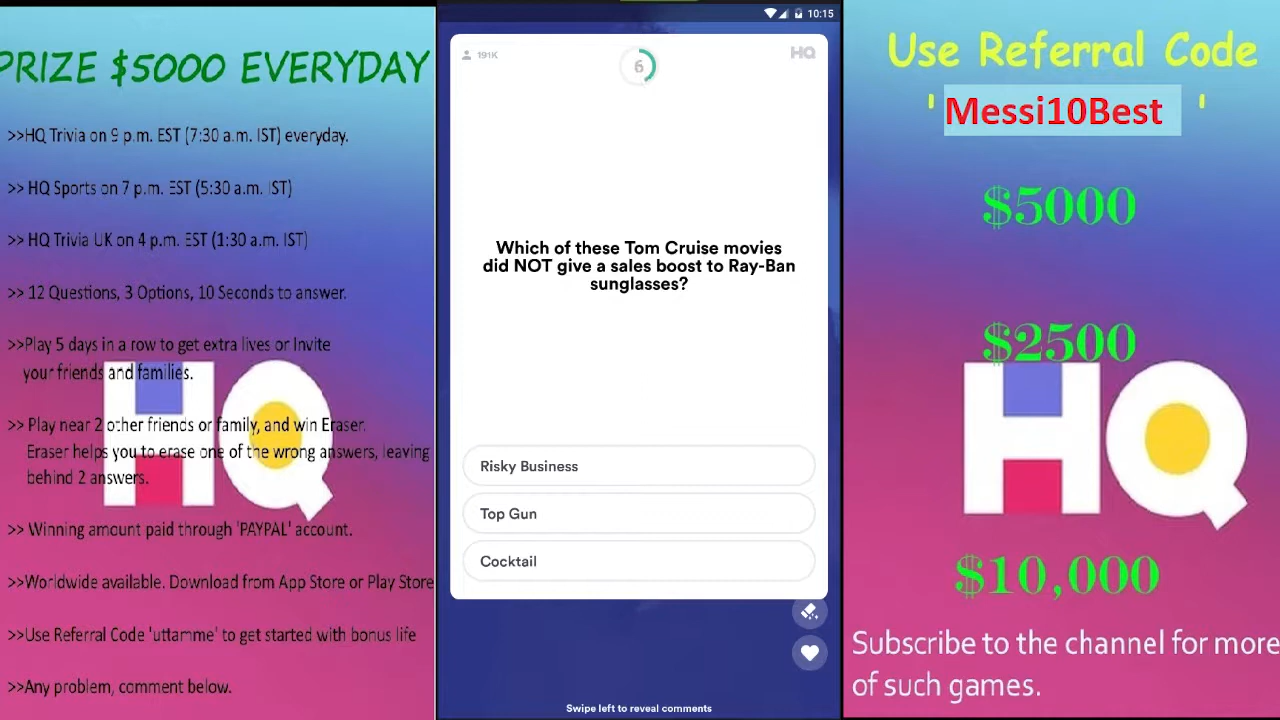 PRIZE $5000 EVERYDAY
>>HQ Trivia on 9 p.m. EST (7:30 a.m. IST) everyday.
>> HQ Sports on 7 p.m. EST (5:30 a.m. IST)
>> HQ Trivia UK on 4 p.m. EST (1:30 a.m. IST)
>> 12 Questions, 3 Options, 10 Seconds to answer.
>>Play 5 days in a row to get extra lives or Invite
your friends and families.
>> Play near 2 other friends or family, and win Eraser.
Eraser helps you to erase one of the wrong answers, leaving
behind 2 answers.
HQ
>> Winning amount paid through 'PAYPAL' account.
>>Worldwide available. Download from App Store or Play Store
>>Use Referral Code 'uttamme' to get started with bonus life
>>Any problem, comment below.
10:15
191K
6
HQ
Which of these Tom Cruise movies
did NOT give a sales boost to Ray-Ban
sunglasses?
Risky Business
Top Gun
Cocktail
Swipe left to reveal comments
Use Referral Code
' Messi10Best '
$5000
$2500
HQ
$10,000
Subscribe to the channel for more
of such games.